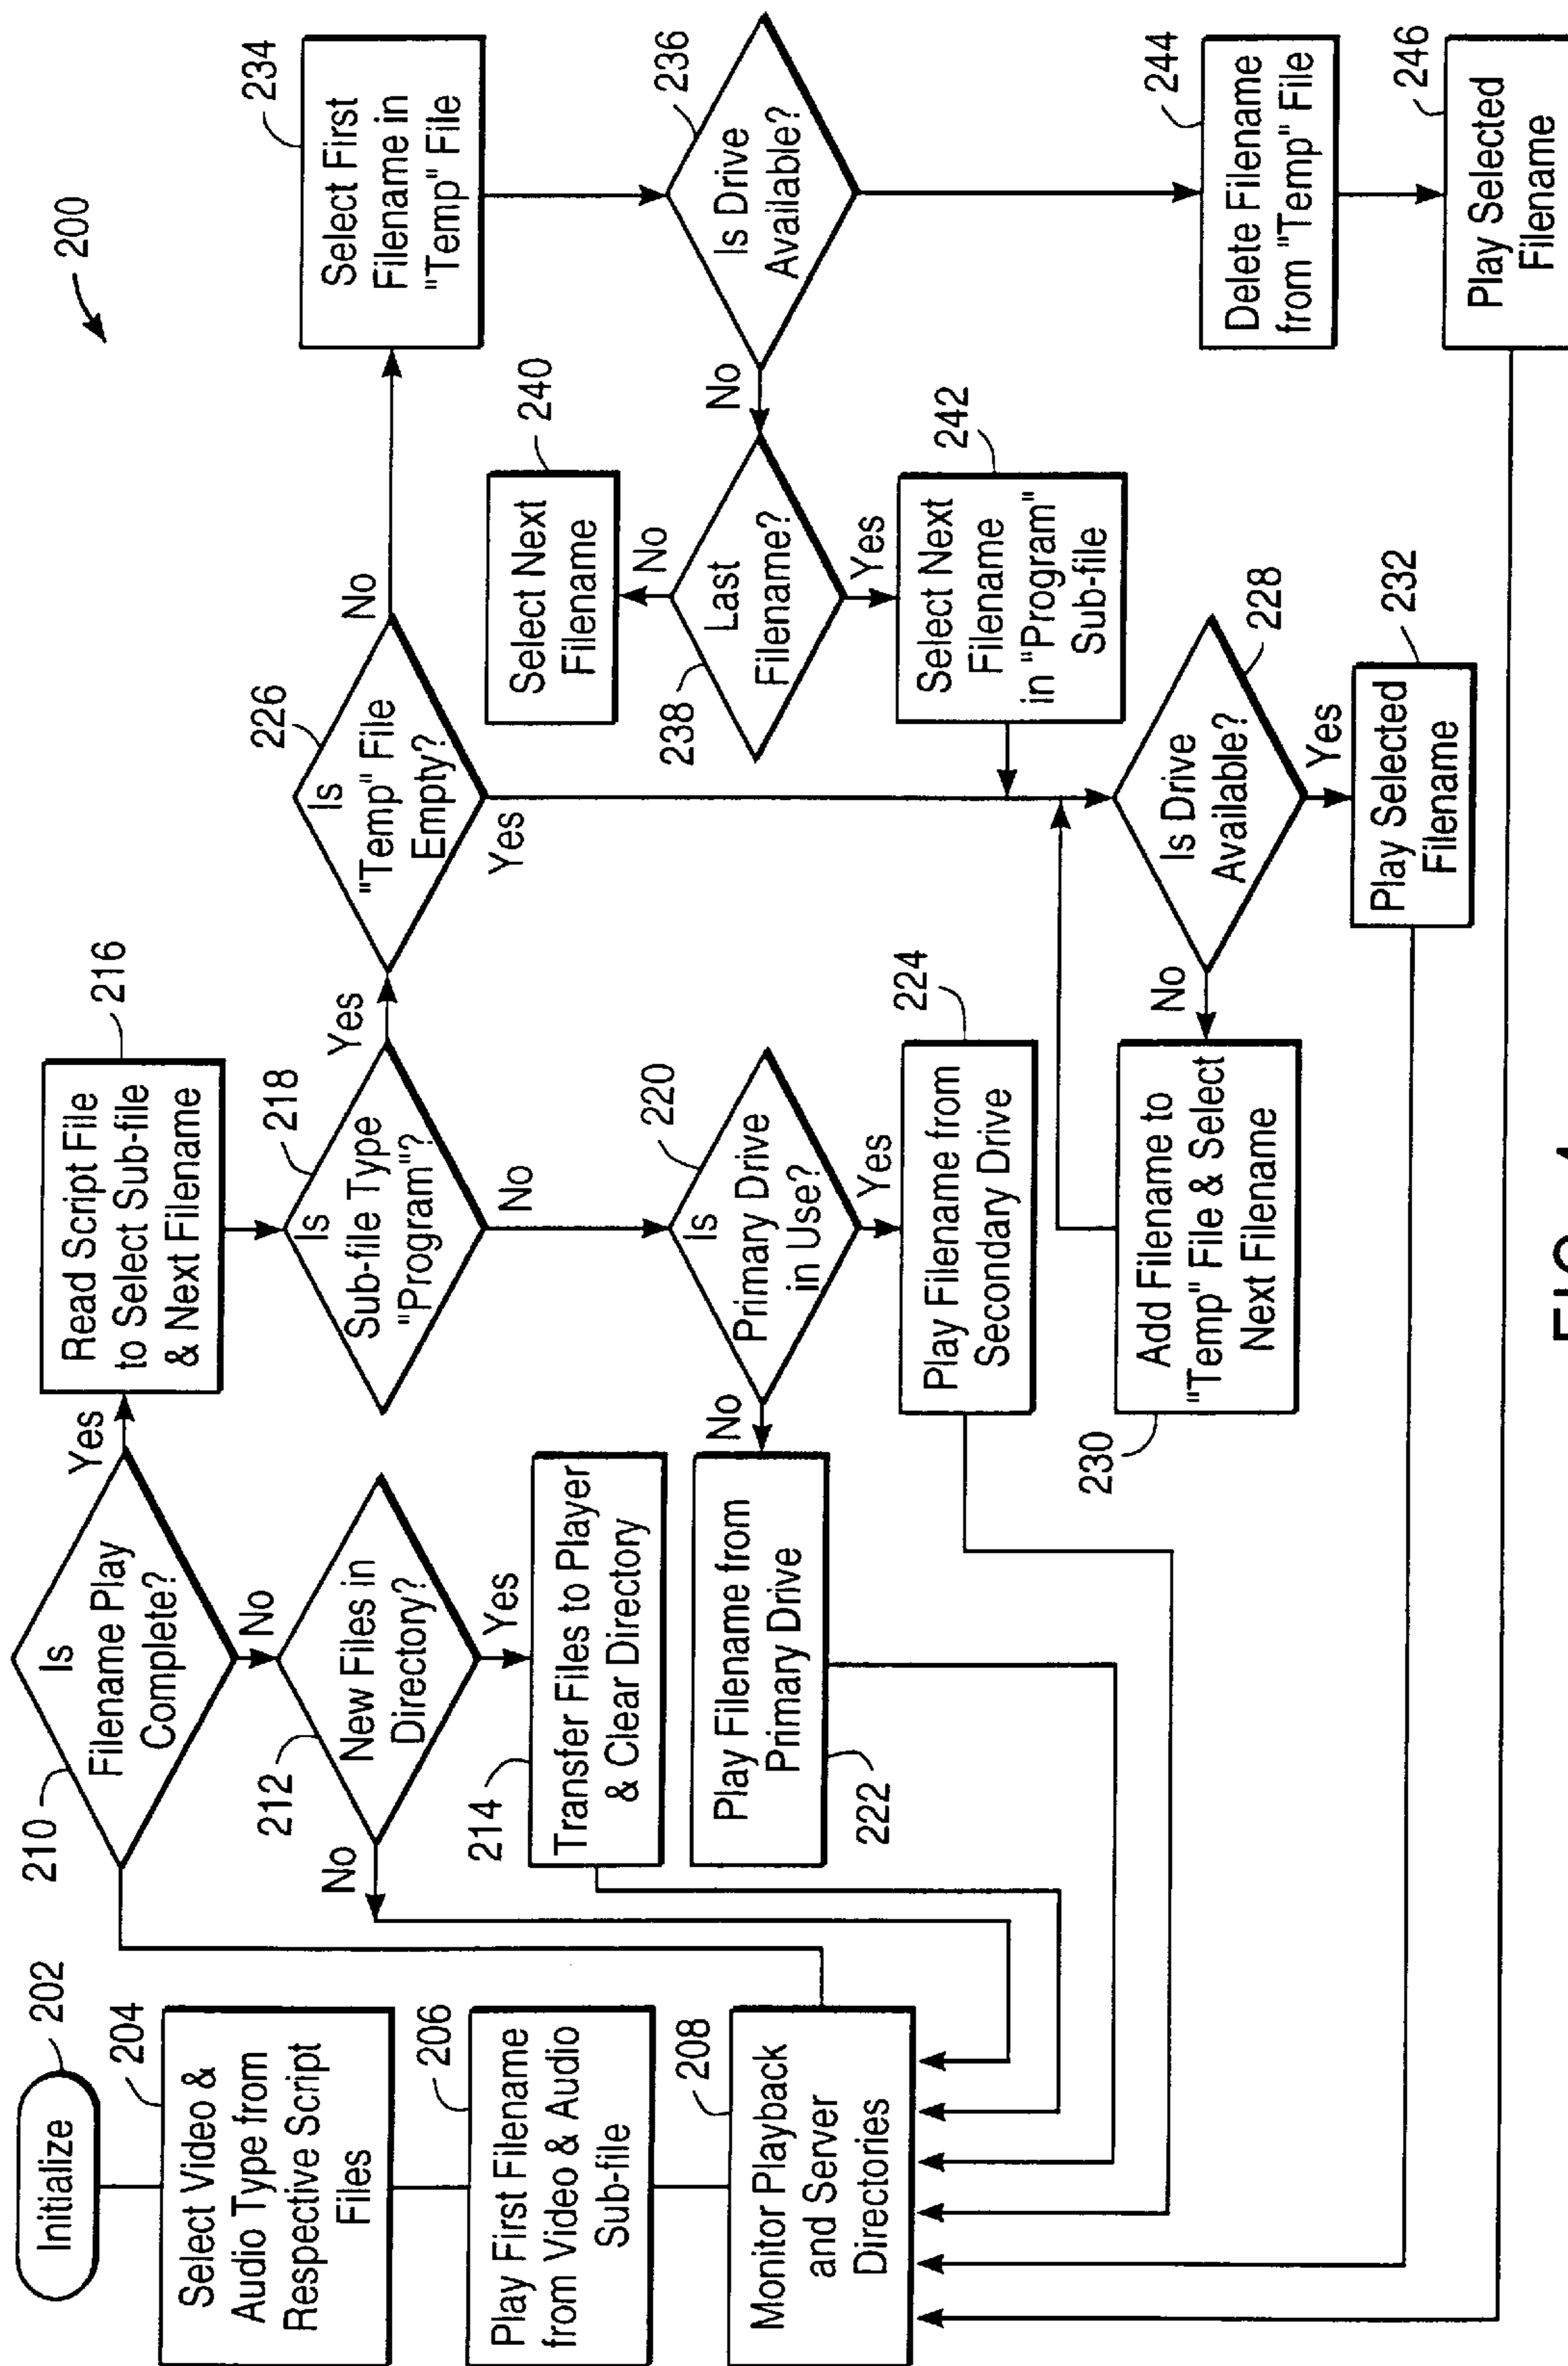 200
Initialize
202
Select Video &
Audio Type from
Respective Script
Files
204
Play First Filename
from Video & Audio
Sub-file
206
Monitor Playback
and Server
Directories
208
Is
Filename Play
Complete?
210
Yes
No
New Files in
Directory?
212
No
Yes
Transfer Files to Player
& Clear Directory
214
Read Script File
to Select Sub-file
& Next Filename
216
Is
Sub-file Type
"Program"?
218
Yes
No
Is
Primary Drive
in Use?
220
No
Yes
Play Filename from
Primary Drive
222
Play Filename from
Secondary Drive
224
Is
"Temp" File
Empty?
226
No
Yes
Is Drive
Available?
228
No
Yes
Add Filename to
"Temp" File & Select
Next Filename
230
Play Selected
Filename
232
Select First
Filename in
"Temp" File
234
Is Drive
Available?
236
No
Last
Filename?
238
No
Yes
Select Next
Filename
240
Select Next
Filename
in "Program"
Sub-file
242
Delete Filename
from "Temp" File
244
Play Selected
Filename
246